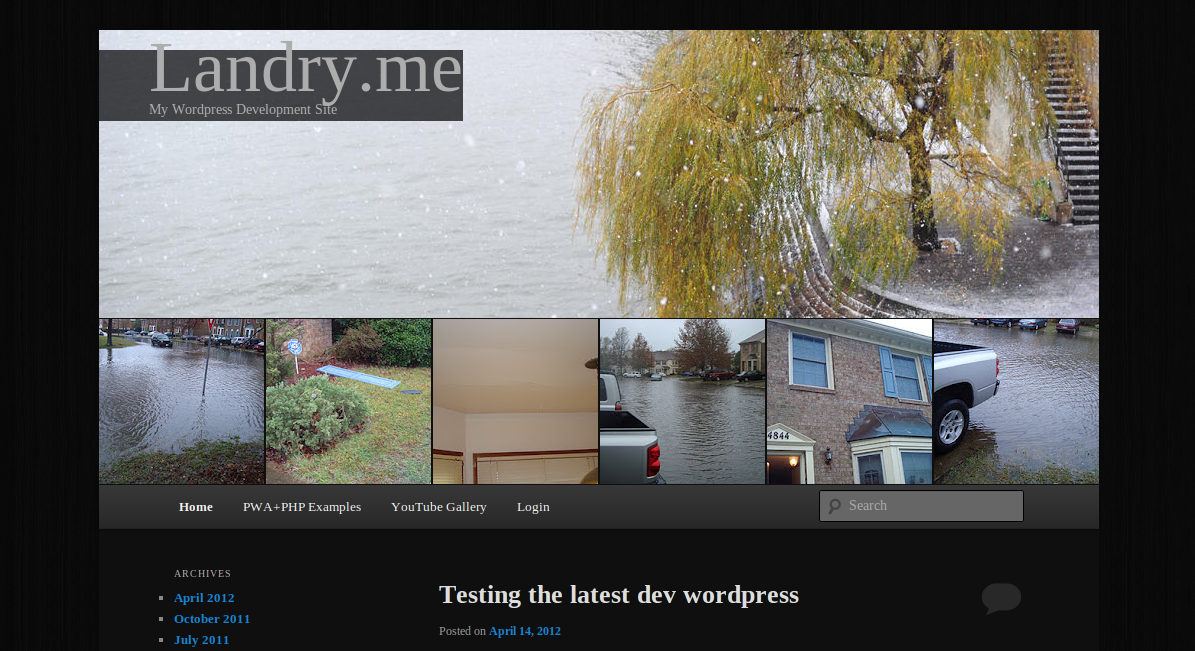 Landry.me
My Wordpress Development Site
4844
Home PWA+PHP Examples YouTube Gallery Login Search
ARCHIVES
April 2012
October 2011
July 2011
Testing the latest dev wordpress
Posted on April 14, 2012